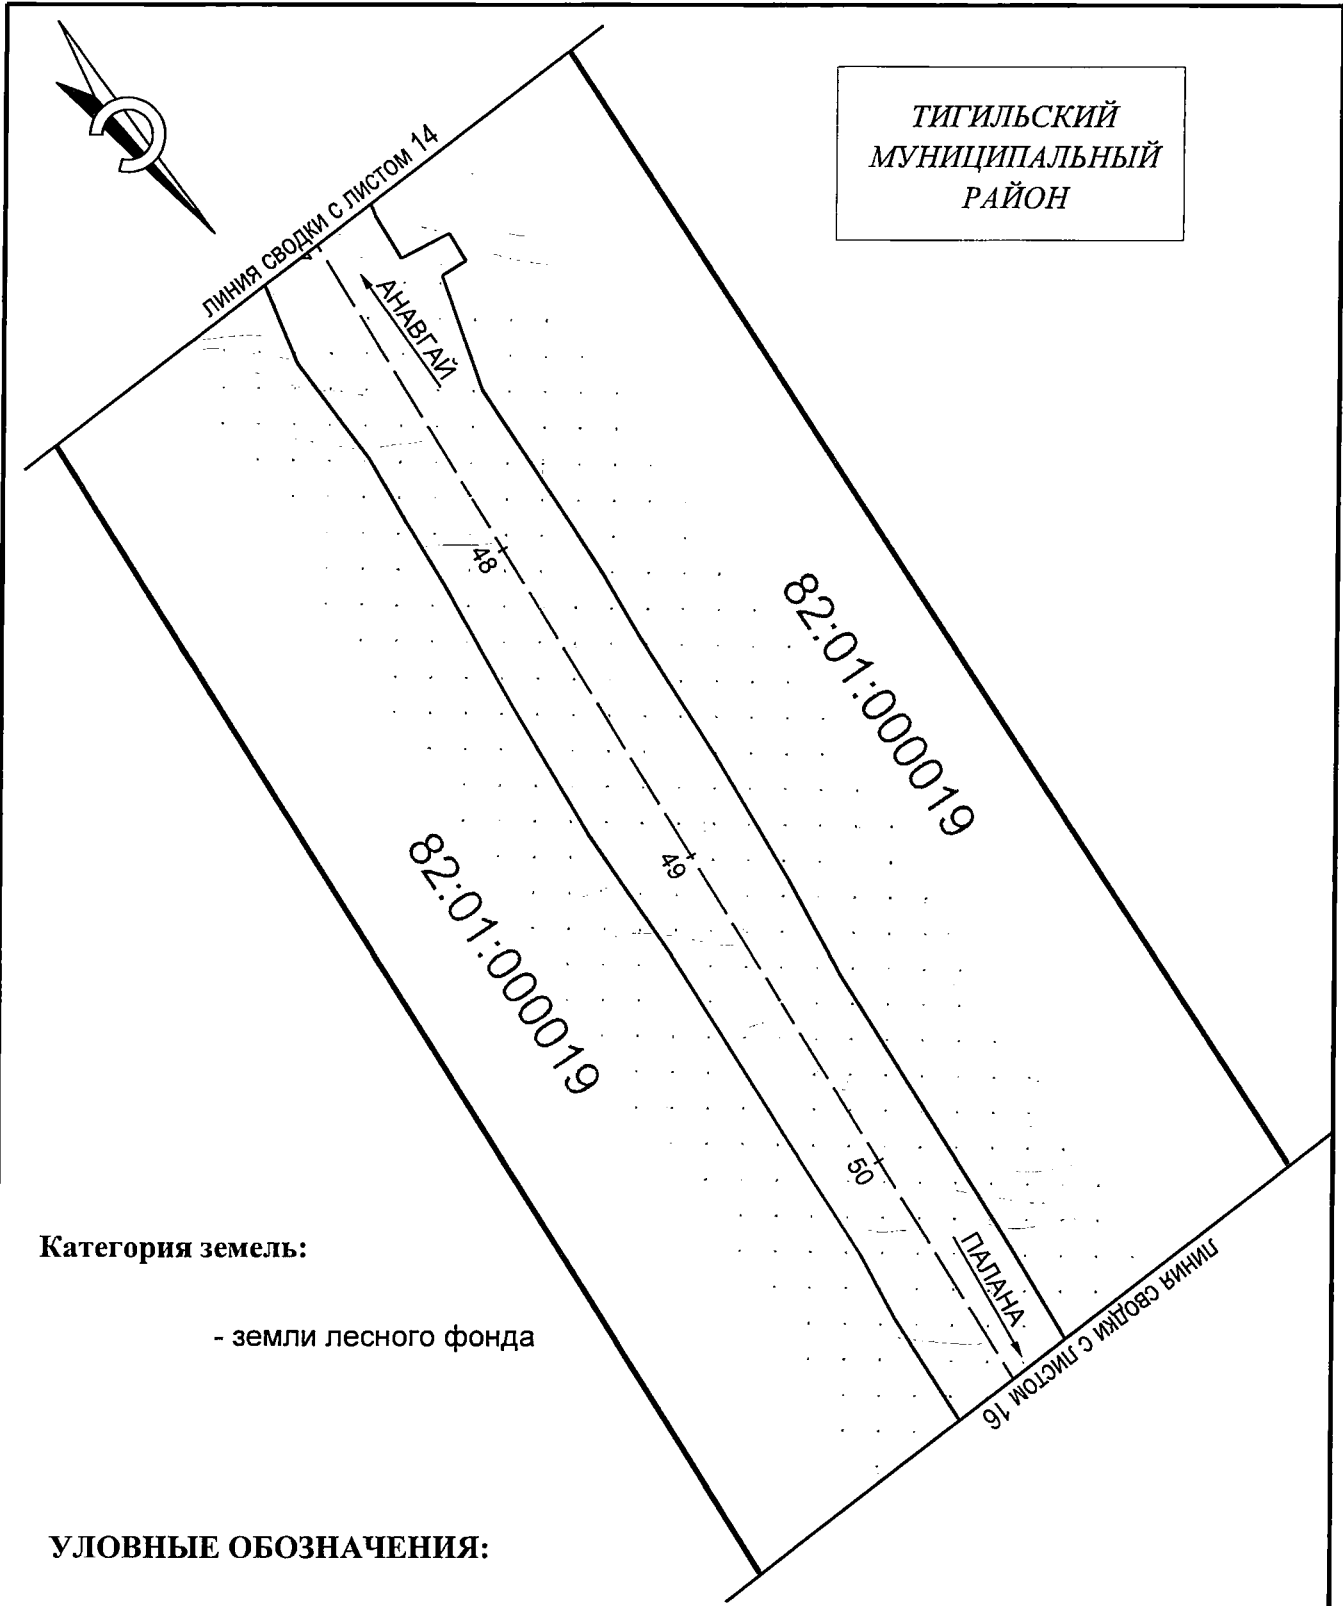 С
ТИГИЛЬСКИЙ
МУНИЦИПАЛЬНЫЙ
РАЙОН
ЛИНИЯ СВОДКИ С ЛИСТОМ 14
АНАВГАЙ
48
82:01:000019
49
82:01:000019
50
ПАЛАНА
ЛИНИЯ СВОДКИ С ЛИСТОМ 16
Категория земель:
- земли лесного фонда
УЛОВНЫЕ ОБОЗНАЧЕНИЯ: